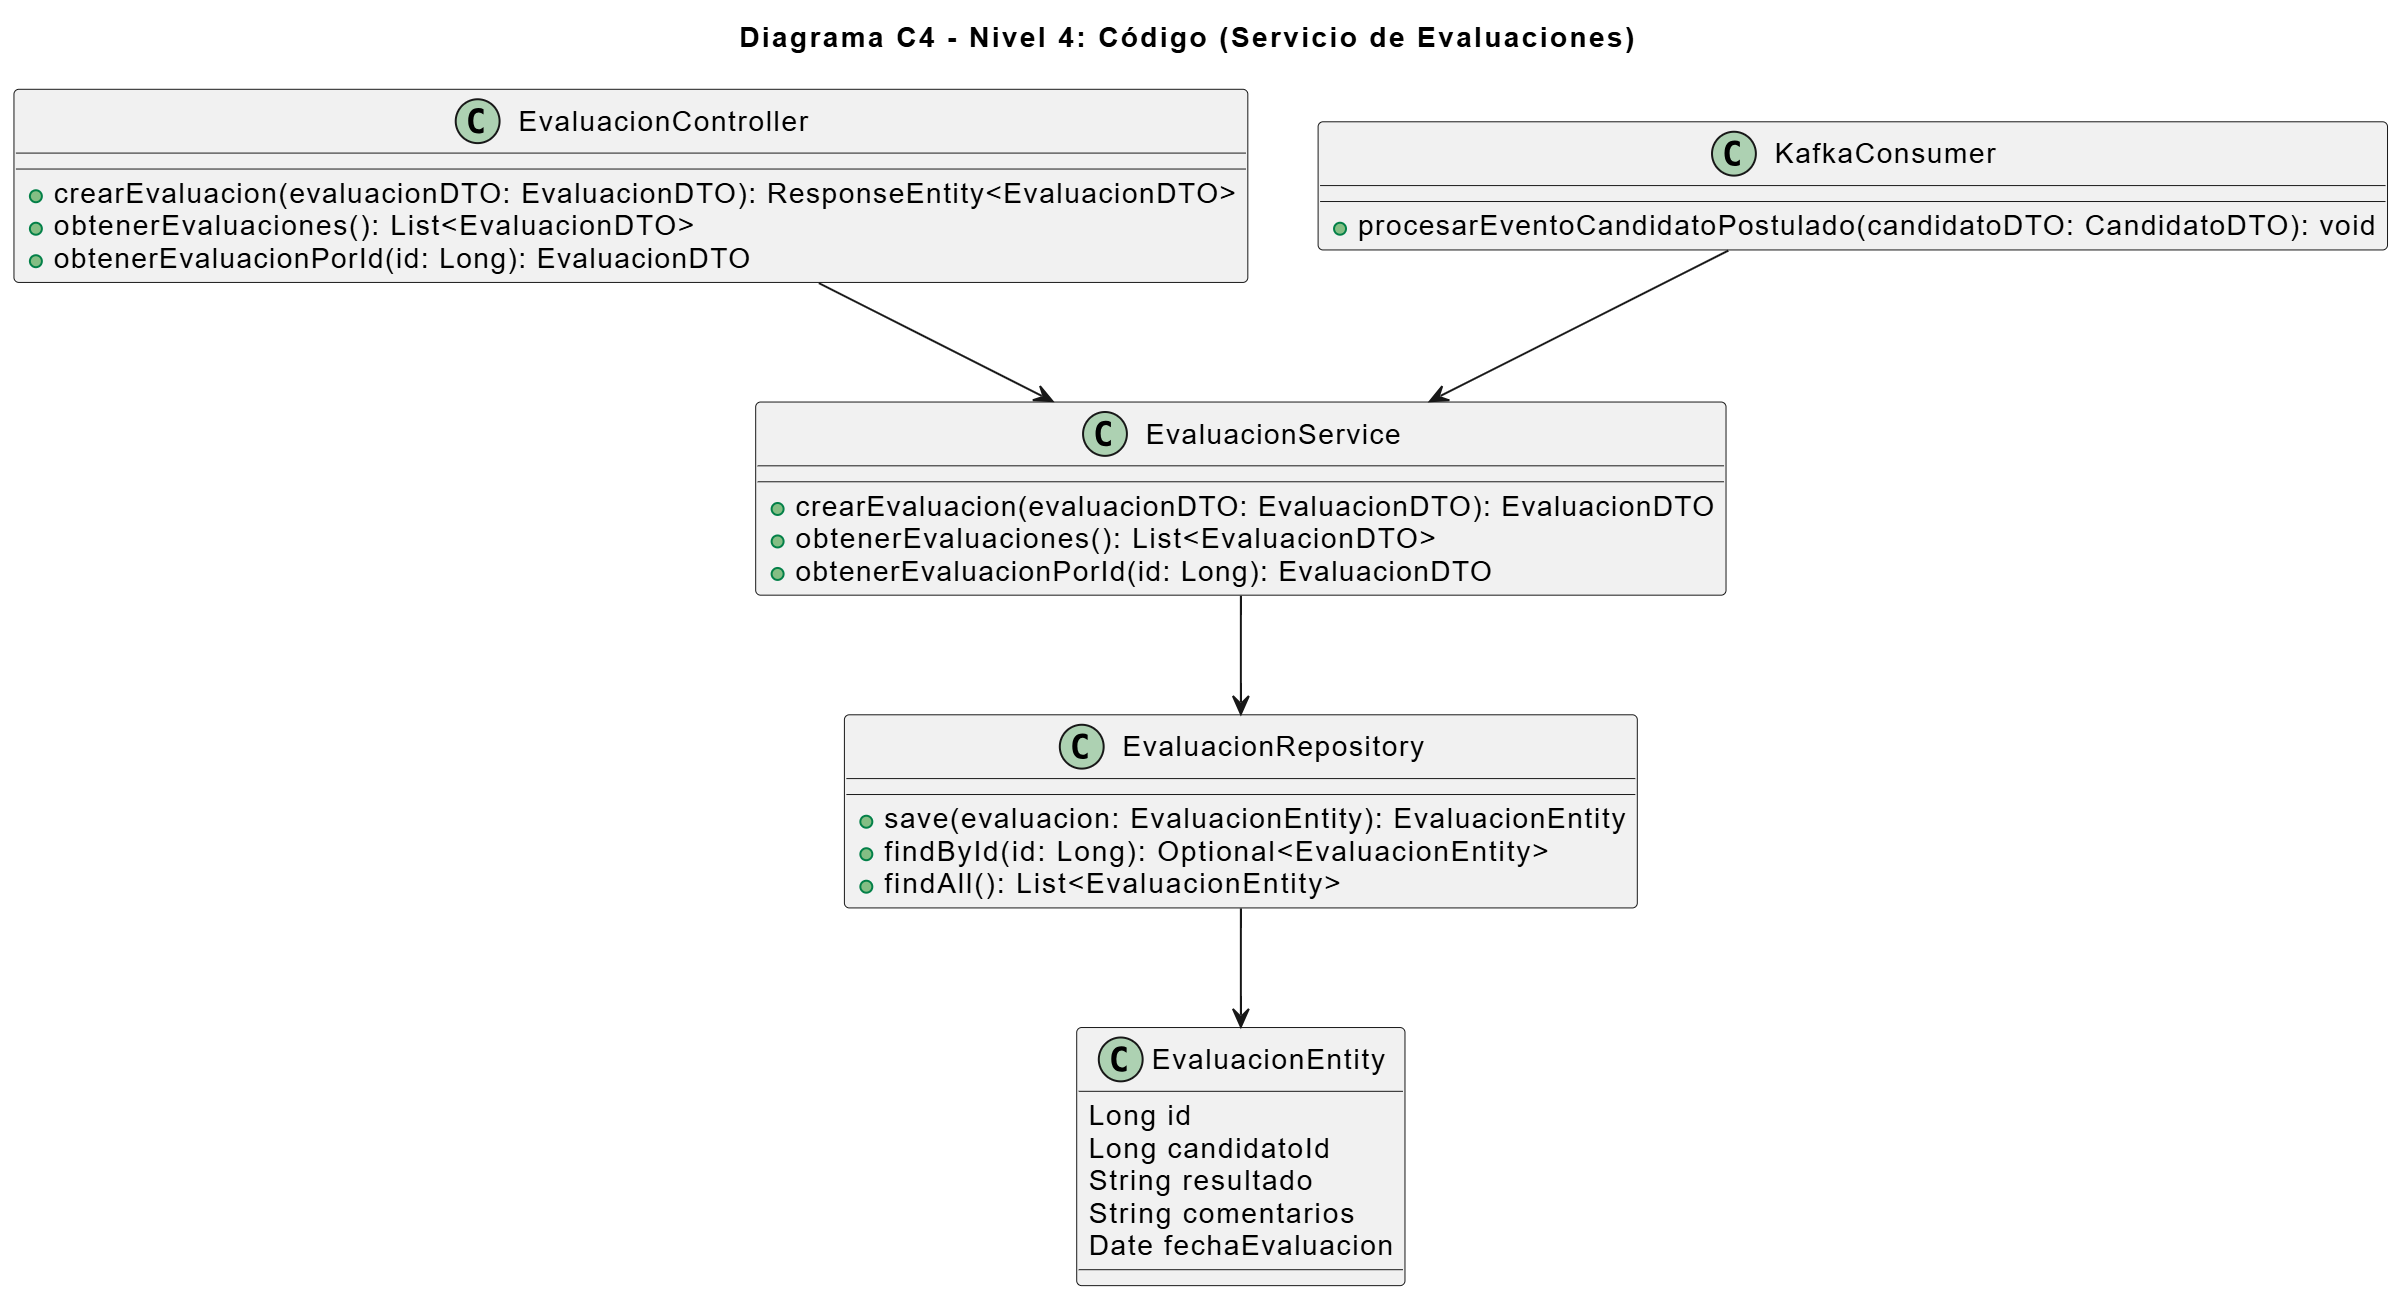 Diagrama C4 - Nivel 4: Código (Servicio de Evaluaciones)
C EvaluacionController
crearEvaluacion(evaluacionDTO: EvaluacionDTO): ResponseEntity<EvaluacionDTO>
obtenerEvaluaciones(): List<EvaluacionDTO>
obtenerEvaluacionPorId(id: Long): EvaluacionDTO
C KafkaConsumer
procesarEventoCandidatoPostulado(candidatoDTO: CandidatoDTO): void
C EvaluacionService
crearEvaluacion(evaluacionDTO: EvaluacionDTO): EvaluacionDTO
obtenerEvaluaciones(): List<EvaluacionDTO>
obtenerEvaluacionPorId(id: Long): EvaluacionDTO
C EvaluacionRepository
save(evaluacion: EvaluacionEntity): EvaluacionEntity
findById(id: Long): Optional<EvaluacionEntity>
findAll(): List<EvaluacionEntity>
C EvaluacionEntity
Long id
Long candidatoId
String resultado
String comentarios
Date fechaEvaluacion